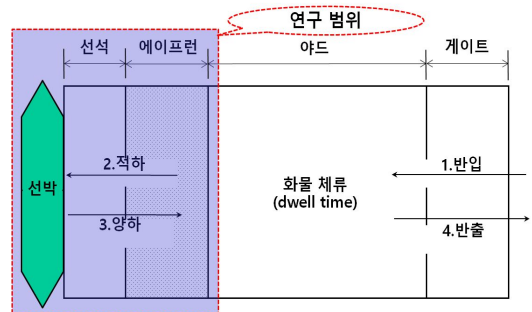 연구 범위
선석
에이프런
야드
게이트
2.적하
1.반입
선박
화물 체류
(dwell time)
3.양하
4.반출